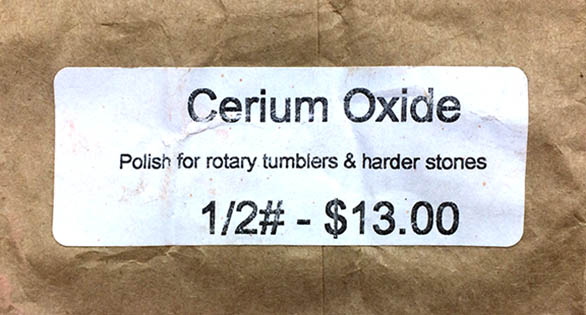 Cerium Oxide
Polish for rotary tumblers & harder stones
1/2# - $13.00